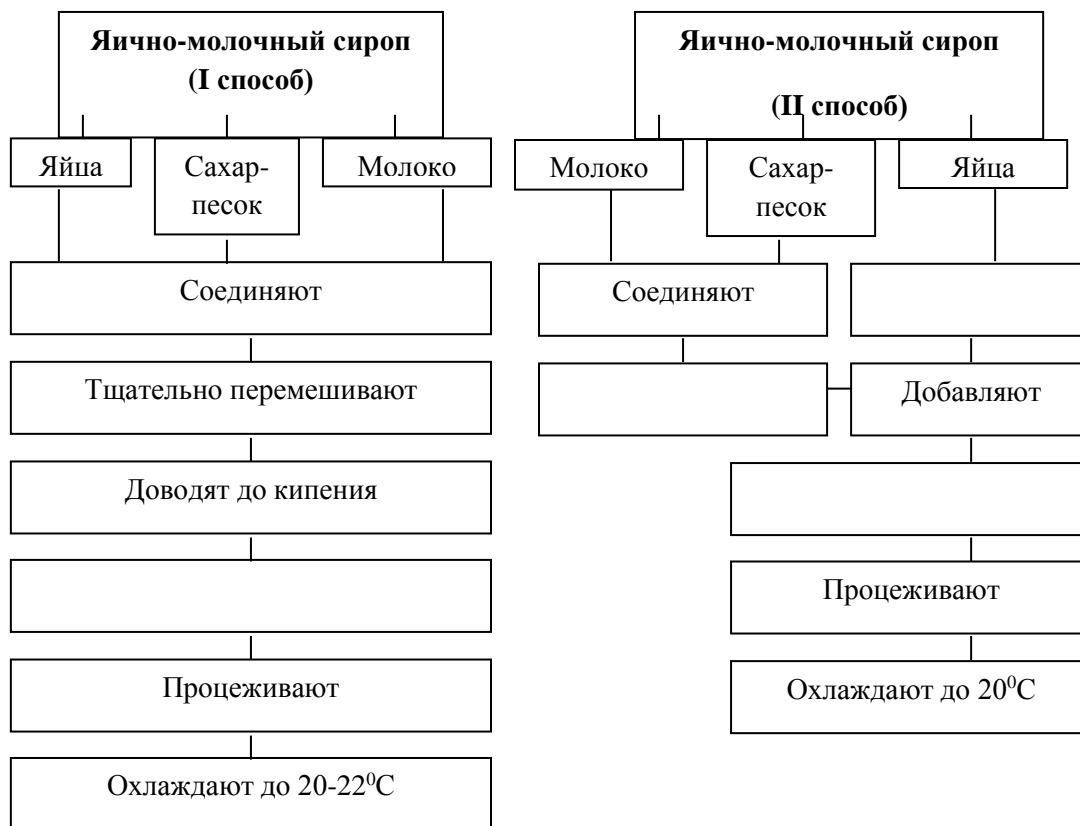 Яично-молочный сироп
(I способ)
Яйца
Сахар-
песок
Молоко
Соединяют
Тщательно перемешивают
Доводят до кипения
Процеживают
Охлаждают до 20-22⁰С
Яично-молочный сироп
(II способ)
Молоко
Сахар-
песок
Яйца
Соединяют
Добавляют
Процеживают
Охлаждают до 20⁰С